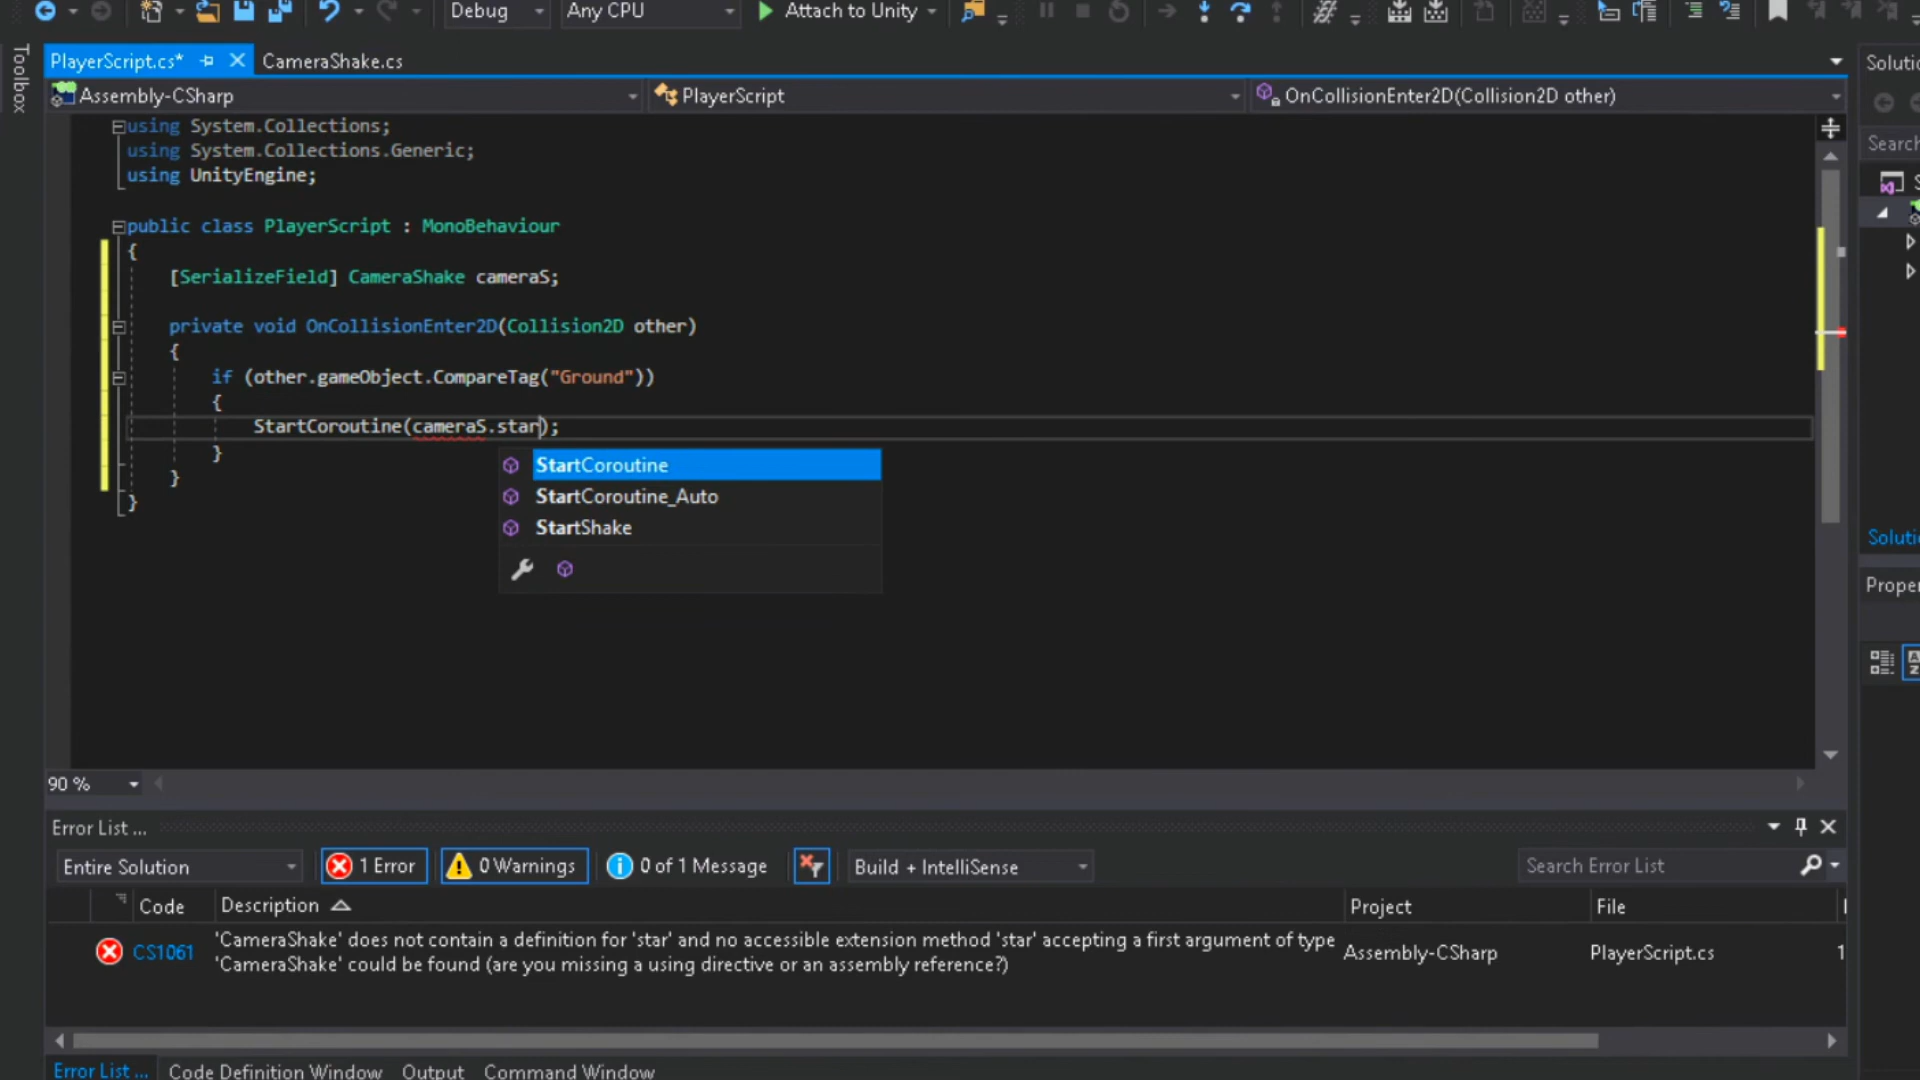 Debug
Any CPU
Attach to Unity
Toolbox
PlayerScript.cs*
CameraShake.cs
Assembly-CSharp
PlayerScript
OnCollisionEnter2D(Collision2D other)
using System.Collections;
using System.Collections.Generic;
using UnityEngine;
public class PlayerScript : MonoBehaviour
{
[SerializeField] CameraShake cameraS;
private void OnCollisionEnter2D(Collision2D other)
{
if (other.gameObject.CompareTag("Ground"))
{
StartCoroutine(cameraS.star);
}
}
}
StartCoroutine
StartCoroutine_Auto
StartShake
Soluti
Search
Soluti
Proper
90 %
Error List ...
Entire Solution
1 Error
0 Warnings
0 of 1 Message
Build + IntelliSense
Search Error List
Code
Description
Project
File
CS1061
'CameraShake' does not contain a definition for 'star' and no accessible extension method 'star' accepting a first argument of type
'CameraShake' could be found (are you missing a using directive or an assembly reference?)
Assembly-CSharp
PlayerScript.cs
1
Error List ...
Code Definition Window
Output
Command Window